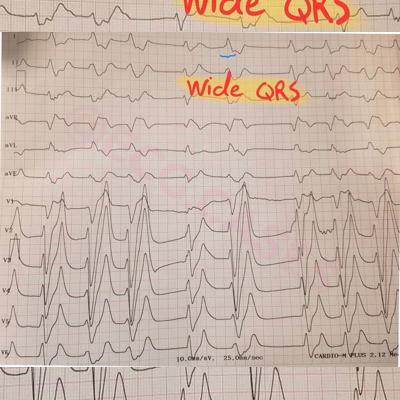 Wide QRS
I
II
III
Wide QRS
aVR
aVL
aVF
V1
V2
V3
V4
V5
V6
10.0mm/mV. 25.0mm/sec CARDIO-M PLUS 2.12 Me